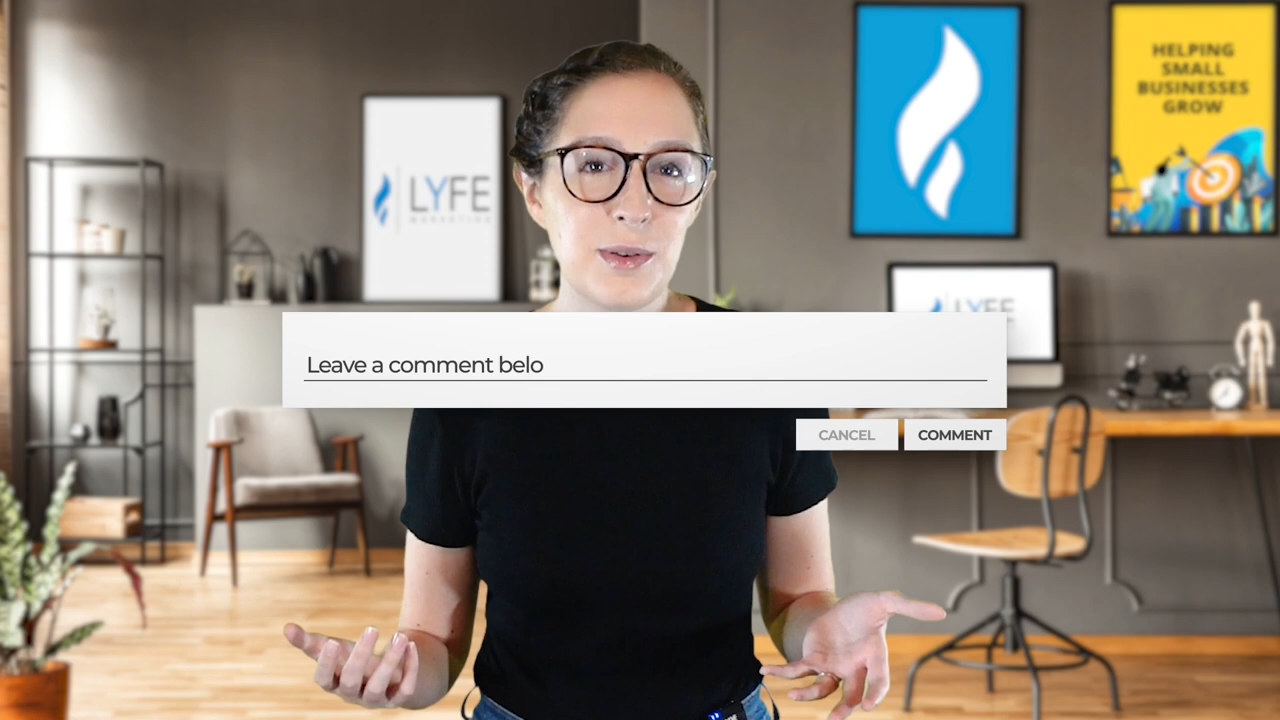 LYFE
MARKETING
HELPING
SMALL
BUSINESSES
GROW
LYFE
Leave a comment belo
CANCEL
COMMENT